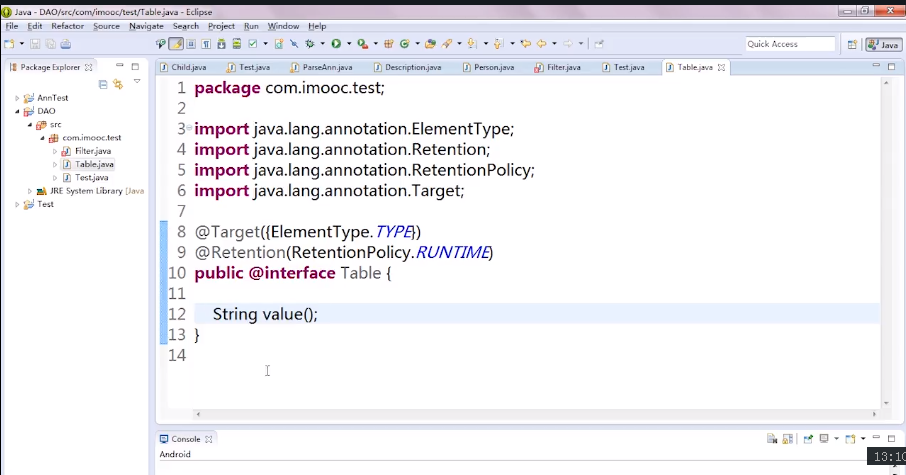 Java - DAO/src/com/imooc/test/Table.java - Eclipse
File Edit Refactor Source Navigate Search Project Run Window Help
Quick Access
Java
Package Explorer
Child.java Test.java ParseAnn.java Description.java Person.java Filter.java Test.java Table.java
AnnTest
DAO
src
com.imooc.test
Filter.java
Table.java
Test.java
JRE System Library [Java
Test
1 package com.imooc.test;
2
3 import java.lang.annotation.ElementType;
4 import java.lang.annotation.Retention;
5 import java.lang.annotation.RetentionPolicy;
6 import java.lang.annotation.Target;
7
8 @Target({ElementType.TYPE})
9 @Retention(RetentionPolicy.RUNTIME)
10 public @interface Table {
11
12 String value();
13 }
14
Console
Android
13:10